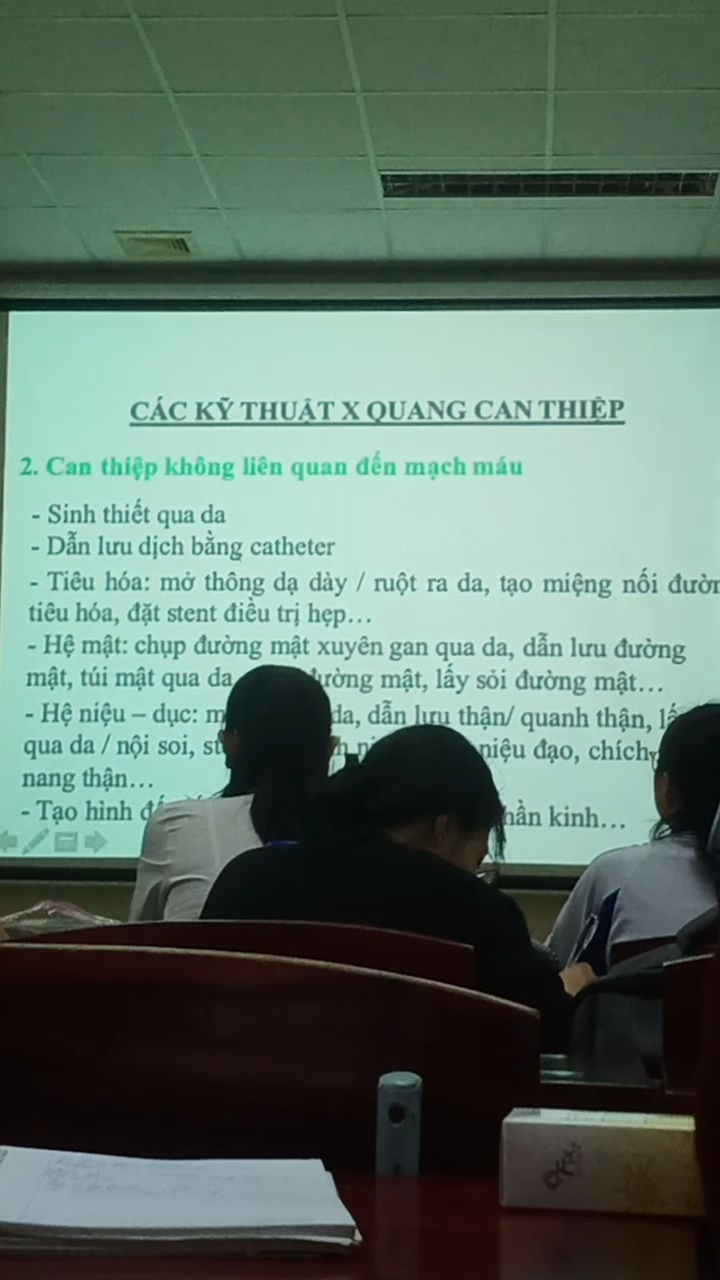 CÁC KỸ THUẬT X QUANG CAN THIỆP
2. Can thiệp không liên quan đến mạch máu
- Sinh thiết qua da
- Dẫn lưu dịch bằng catheter
- Tiêu hóa: mở thông dạ dày / ruột ra da, tạo miệng nối
tiêu hóa, đặt stent điều trị hẹp...
- Hệ mật: chụp đường mật xuyên gan qua da, dẫn lưu đường
mật, túi mật qua da đường mật, lấy sỏi đường mật...
- Hệ niệu – dục: da, dẫn lưu thận/ quanh thận,
qua da / nội soi, niệu đạo, chích
nang thận...
- Tạo hình kinh...